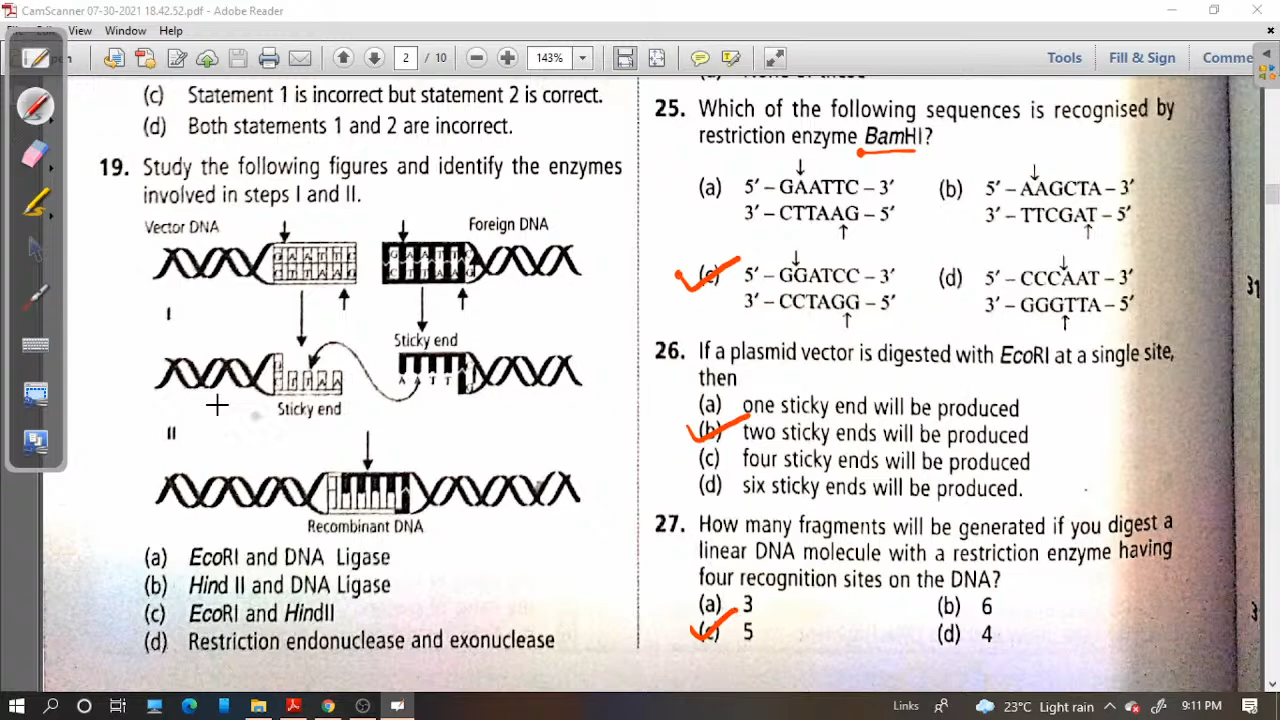 CamScanner 07-30-2021 18.42.52.pdf - Adobe Reader
View Window Help
2 / 10 143% Tools Fill & Sign
(c) Statement 1 is incorrect but statement 2 is correct.
(d) Both statements 1 and 2 are incorrect.
19. Study the following figures and identify the enzymes
involved in steps I and II.
Vector DNA Foreign DNA
G A A T T C
C T T A A G
G A A T T C
C T T A A G
I
Sticky end
A A T T
Sticky end
II
Recombinant DNA
(a) EcoRI and DNA Ligase
(b) Hind II and DNA Ligase
(c) EcoRI and HindII
(d) Restriction endonuclease and exonuclease
25. Which of the following sequences is recognised by
restriction enzyme BamHI?
(a) 5′ – GAATTC – 3′ (b) 5′ – AAGCTA – 3′
3′ – CTTAAG – 5′ 3′ – TTCGAT – 5′
(c) 5′ – GGATCC – 3′ (d) 5′ – CCCAAT – 3′
3′ – CCTAGG – 5′ 3′ – GGGTTA – 5′
26. If a plasmid vector is digested with EcoRI at a single site,
then
(a) one sticky end will be produced
(b) two sticky ends will be produced
(c) four sticky ends will be produced
(d) six sticky ends will be produced.
27. How many fragments will be generated if you digest a
linear DNA molecule with a restriction enzyme having
four recognition sites on the DNA?
(a) 3 (b) 6
(c) 5 (d) 4
31
Links 23°C Light rain 9:11 PM